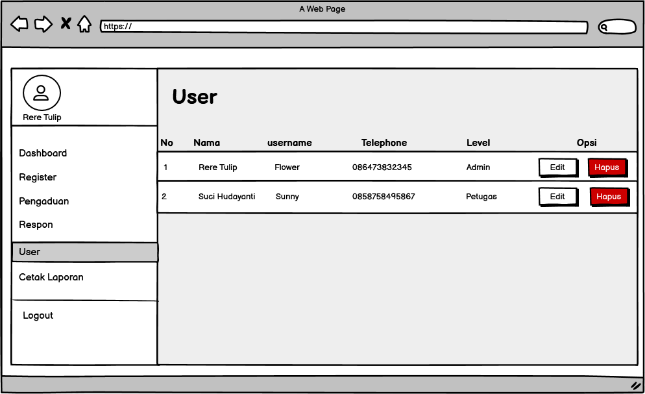 A Web Page
https://
Rere Tulip
Dashboard
Register
Pengaduan
Respon
User
Cetak Laporan
Logout
User
No Nama username Telephone Level Opsi
1 Rere Tulip Flower 086473832345 Admin Edit Hapus
2 Suci Hudayanti Sunny 0858758495867 Petugas Edit Hapus